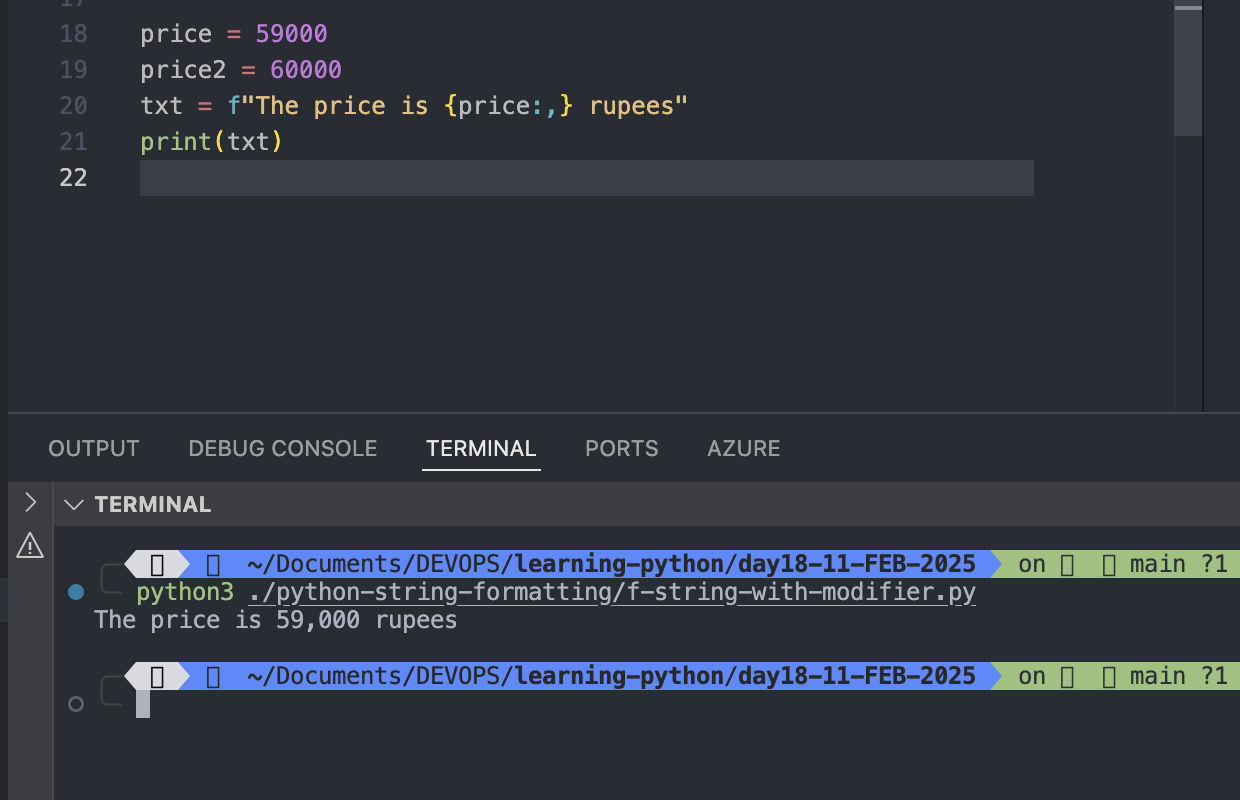 17
18 price = 59000
19 price2 = 60000
20 txt = f"The price is {price:,} rupees"
21 print(txt)
22
OUTPUT DEBUG CONSOLE TERMINAL PORTS AZURE
TERMINAL
~/Documents/DEVOPS/learning-python/day18-11-FEB-2025 on main ?1
python3 ./python-string-formatting/f-string-with-modifier.py
The price is 59,000 rupees
~/Documents/DEVOPS/learning-python/day18-11-FEB-2025 on main ?1